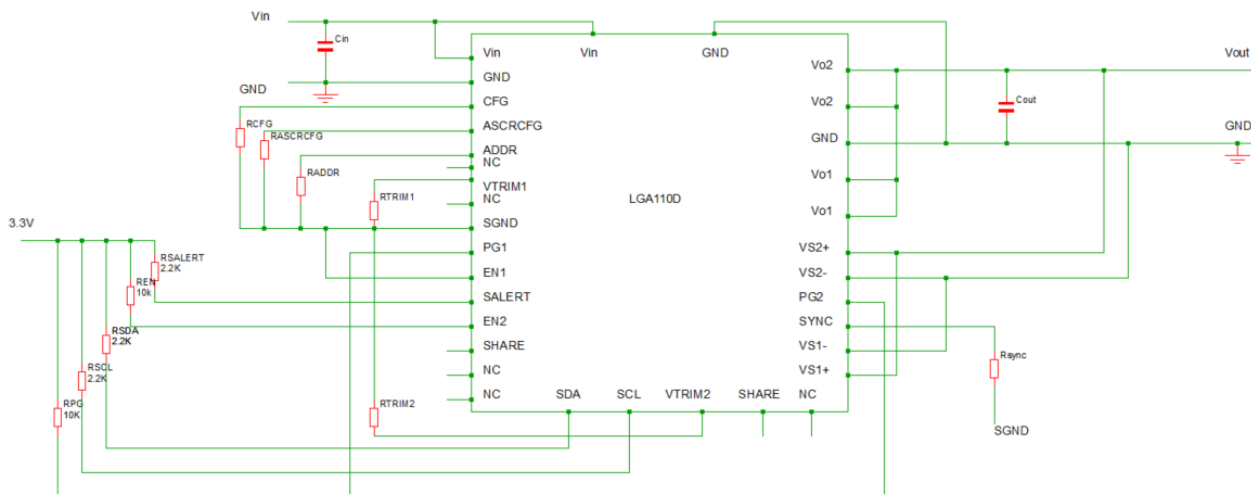 Vin
Cin
GND
RCFG
RASCRCFG
RADDR
RTRIM1
3.3V
RSALERT
2.2K
REN
10k
RSDA
2.2K
RSCL
2.2K
RPG
10K
RTRIM2
Vin
GND
CFG
ASCRCFG
ADDR
NC
VTRIM1
NC
SGND
PG1
EN1
SALERT
EN2
SHARE
NC
NC
Vin
GND
LGA110D
SDA
SCL
VTRIM2
SHARE
NC
Vo2
Vo2
GND
Vo1
Vo1
VS2+
VS2-
PG2
SYNC
VS1-
VS1+
Vout
Cout
GND
Rsync
SGND